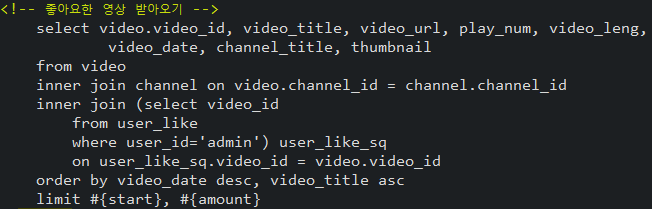 <!-- 좋아요한 영상 받아오기 -->
select video.video_id, video_title, video_url, play_num, video_leng,
video_date, channel_title, thumbnail
from video
inner join channel on video.channel_id = channel.channel_id
inner join (select video_id
from user_like
where user_id='admin') user_like_sq
on user_like_sq.video_id = video.video_id
order by video_date desc, video_title asc
limit #{start}, #{amount}